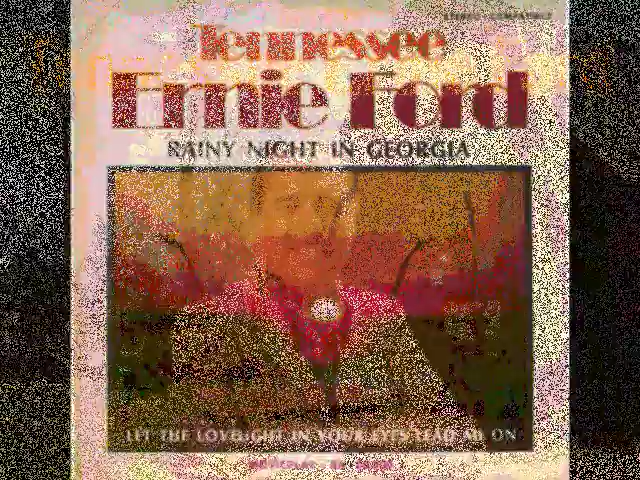 Tennessee
Ernie Ford
RAINY NIGHT IN GEORGIA
LET THE LOVELIGHT IN YOUR EYES LEAD ME ON